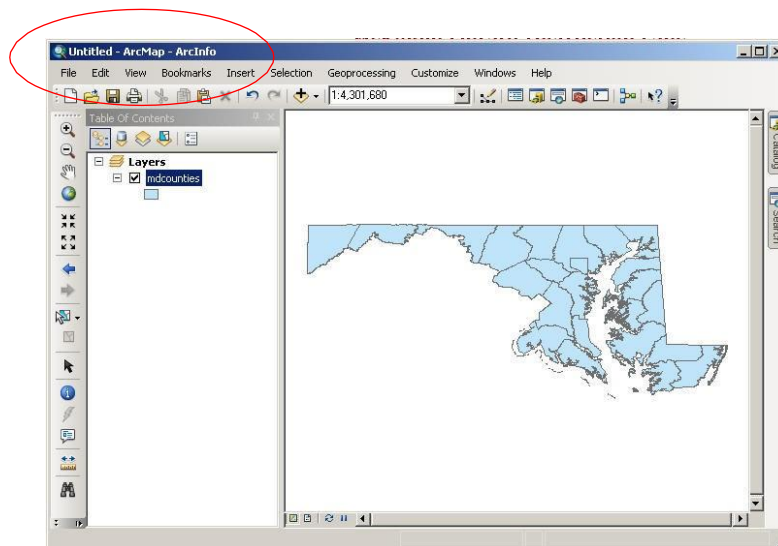 Untitled - ArcMap - ArcInfo
File Edit View Bookmarks Insert Selection Geoprocessing Customize Windows Help
1:4,301,680
Table Of Contents
Layers
mdcounties
Catalog
Search